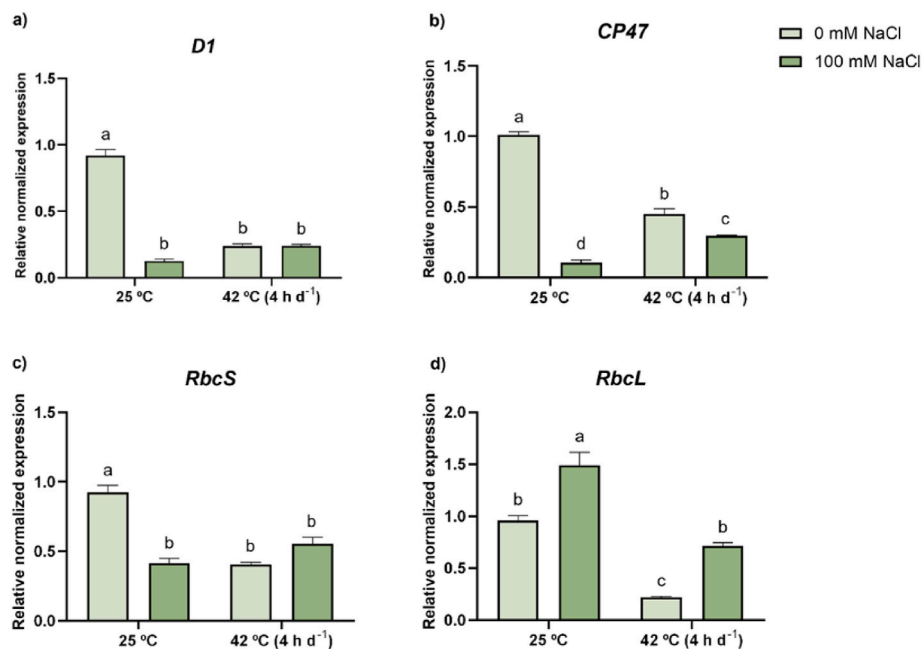 a)
D1
Relative normalized expression
1.5
1.0
0.5
0.0
a
b
b
b
25 ºC
42 ºC (4 h d⁻¹)
b)
CP47
0 mM NaCl
100 mM NaCl
Relative normalized expression
1.5
1.0
0.5
0.0
a
d
b
c
25 ºC
42 ºC (4 h d⁻¹)
c)
RbcS
Relative normalized expression
1.5
1.0
0.5
0.0
a
b
b
b
25 ºC
42 ºC (4 h d⁻¹)
d)
RbcL
Relative normalized expression
2.0
1.5
1.0
0.5
0.0
b
a
c
b
25 ºC
42 ºC (4 h d⁻¹)